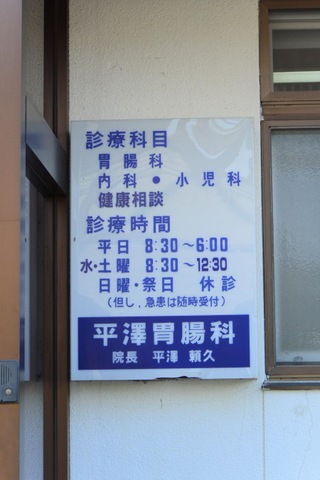 診療科目
胃腸科
内科・小児科
健康相談
診療時間
平日 8:30〜6:00
水・土曜 8:30〜12:30
日曜・祭日 休診
(但し、急患は随時受付)
平澤胃腸科
院長 平澤 頼久